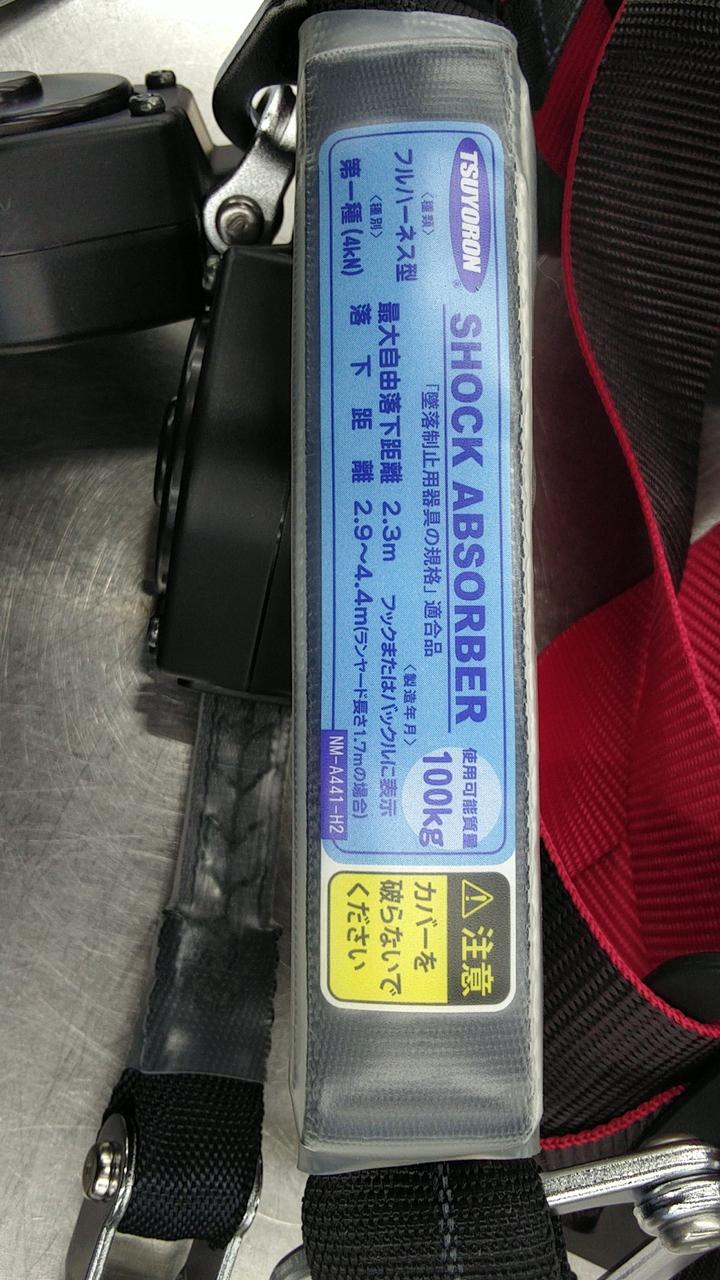 TSUYORON®
SHOCK ABSORBER
「墜落制止用器具の規格」適合品
使用可能質量
100kg
〈種類〉
フルハーネス型
〈種別〉
第一種(4kN)
最大自由落下距離 2.3m
落下距離 2.9～4.4m(ランヤード長さ1.7mの場合)
〈製造年月〉
フックまたはバックルに表示
NM-A441-H2
注意
カバーを
破らないで
ください